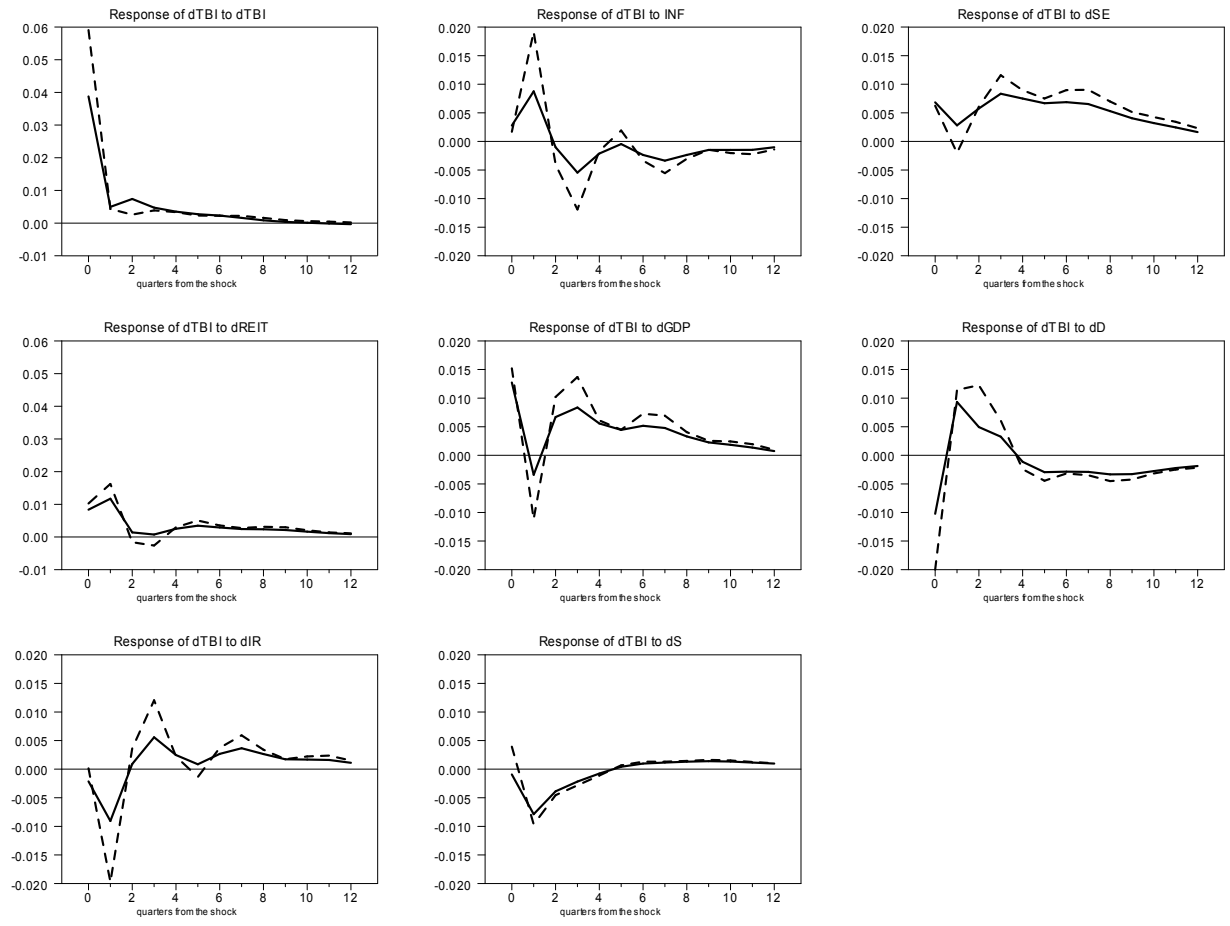 Response of dTBI to dTBI
0.06
0.05
0.04
0.03
0.02
0.01
0.00
-0.01
0 2 4 6 8 10 12
quarters from the shock
Response of dTBI to INF
0.020
0.015
0.010
0.005
0.000
-0.005
-0.010
-0.015
-0.020
0 2 4 6 8 10 12
quarters from the shock
Response of dTBI to dSE
0.020
0.015
0.010
0.005
0.000
-0.005
-0.010
-0.015
-0.020
0 2 4 6 8 10 12
quarters from the shock
Response of dTBI to dREIT
0.06
0.05
0.04
0.03
0.02
0.01
0.00
-0.01
0 2 4 6 8 10 12
quarters from the shock
Response of dTBI to dGDP
0.020
0.015
0.010
0.005
0.000
-0.005
-0.010
-0.015
-0.020
0 2 4 6 8 10 12
quarters from the shock
Response of dTBI to dD
0.020
0.015
0.010
0.005
0.000
-0.005
-0.010
-0.015
-0.020
0 2 4 6 8 10 12
quarters from the shock
Response of dTBI to dIR
0.020
0.015
0.010
0.005
0.000
-0.005
-0.010
-0.015
-0.020
0 2 4 6 8 10 12
quarters from the shock
Response of dTBI to dS
0.020
0.015
0.010
0.005
0.000
-0.005
-0.010
-0.015
-0.020
0 2 4 6 8 10 12
quarters from the shock